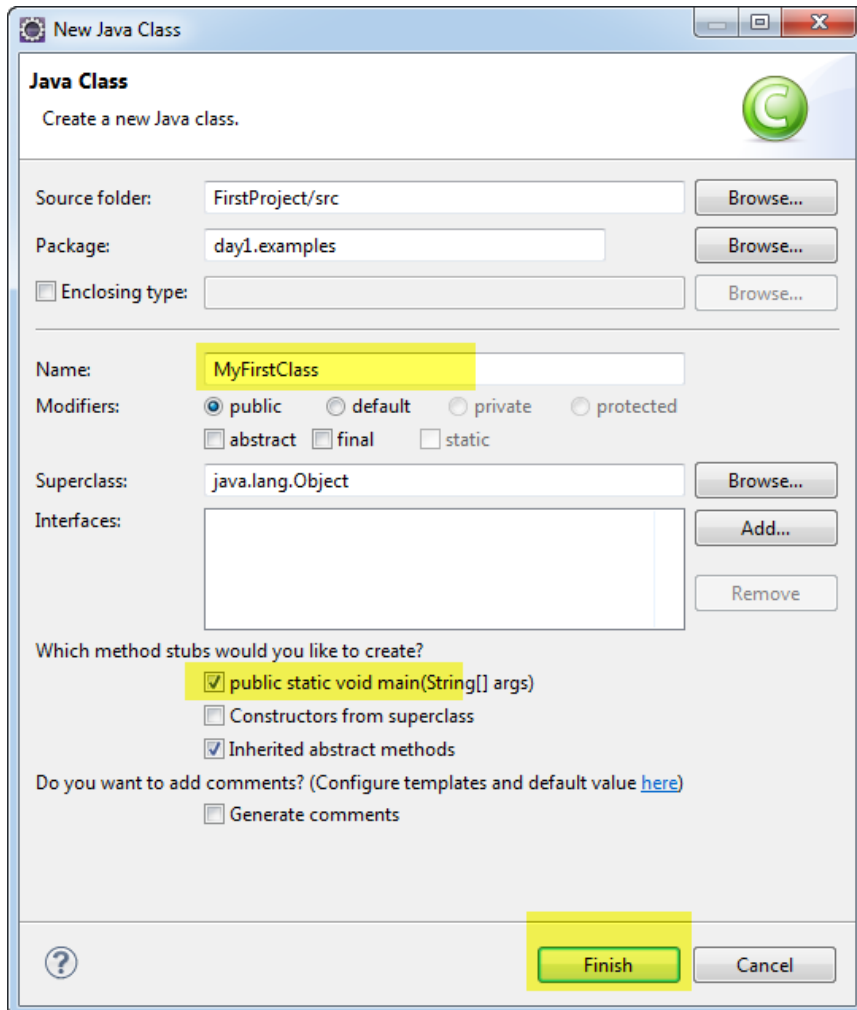 New Java Class
Java Class
Create a new Java class.
Source folder: FirstProject/src Browse...
Package: day1.examples Browse...
Enclosing type: Browse...
Name: MyFirstClass
Modifiers: public default private protected
abstract final static
Superclass: java.lang.Object Browse...
Interfaces: Add...
Remove
Which method stubs would you like to create?
public static void main(String[] args)
Constructors from superclass
Inherited abstract methods
Do you want to add comments? (Configure templates and default value here)
Generate comments
? Finish Cancel